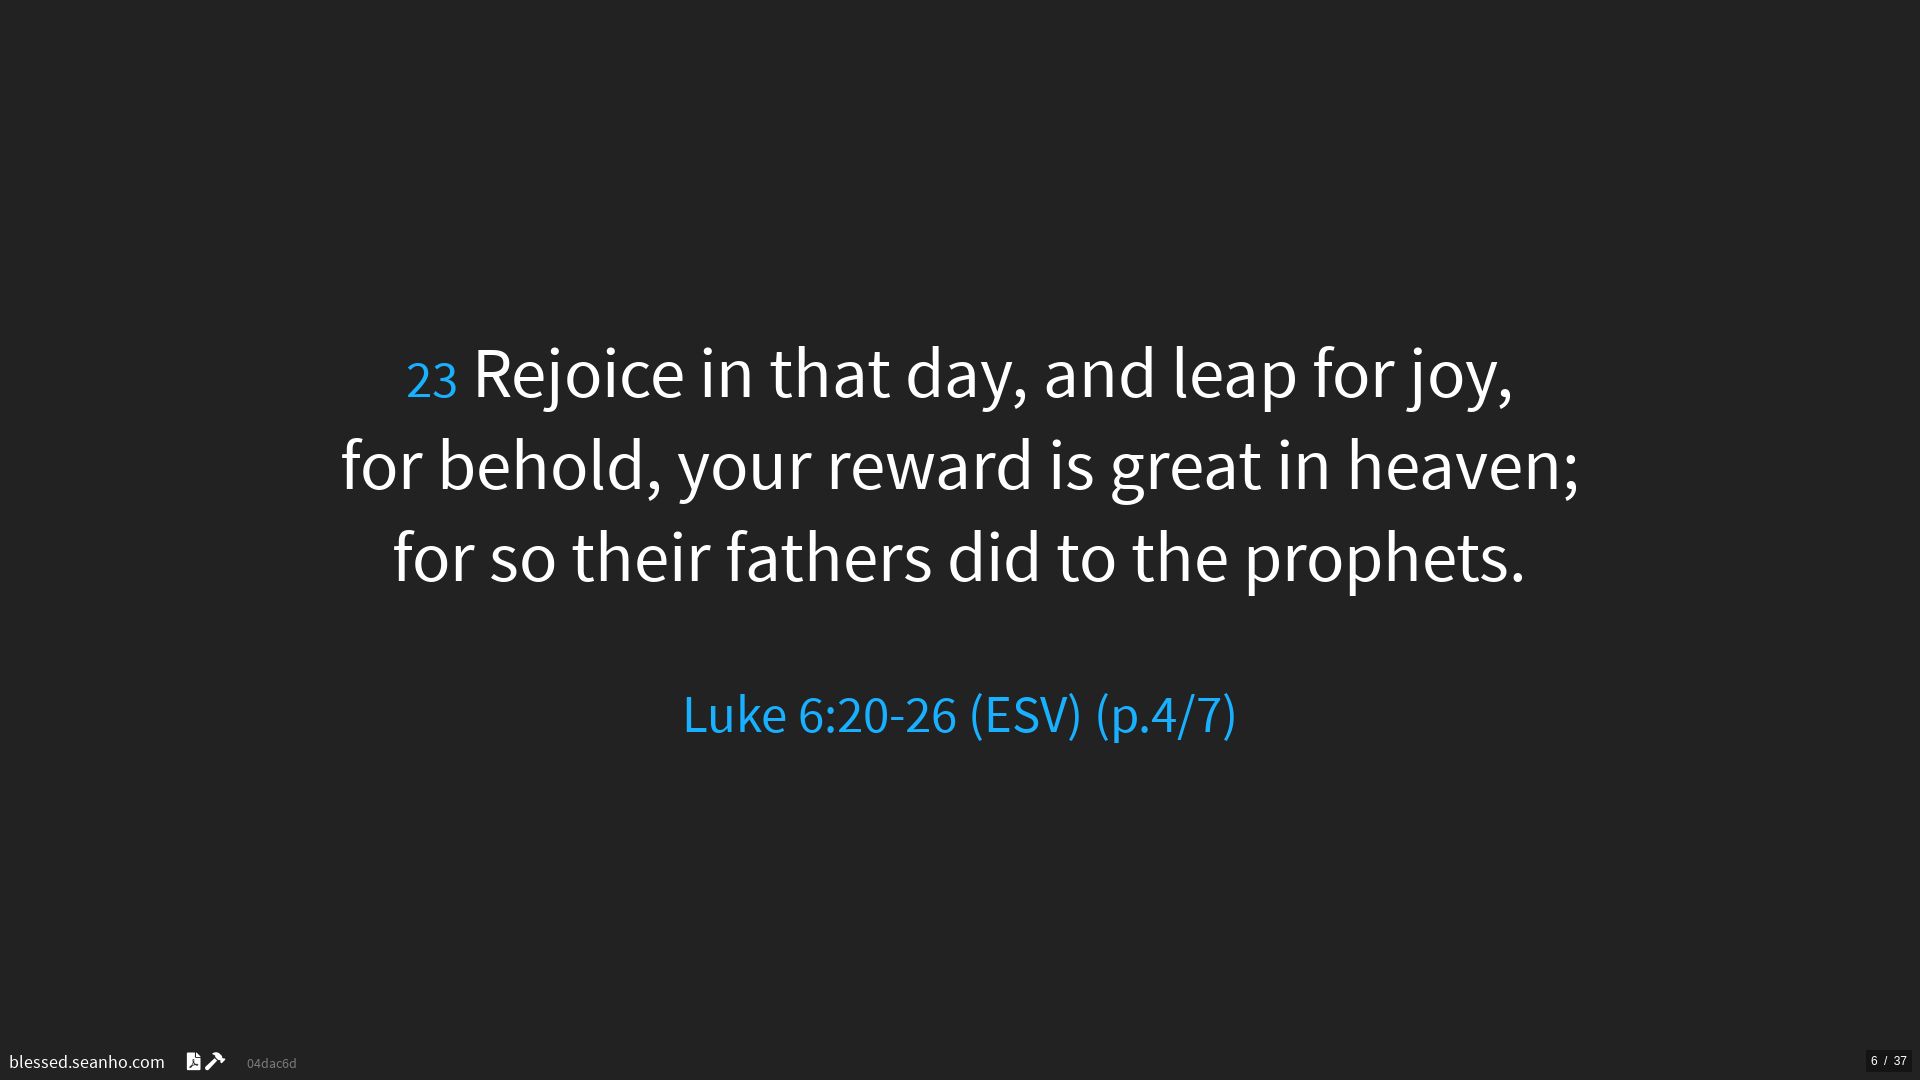 23 Rejoice in that day, and leap for joy,
for behold, your reward is great in heaven;
for so their fathers did to the prophets.
Luke 6:20-26 (ESV) (p.4/7)
blessed.seanho.com 04dac6d
6 / 37